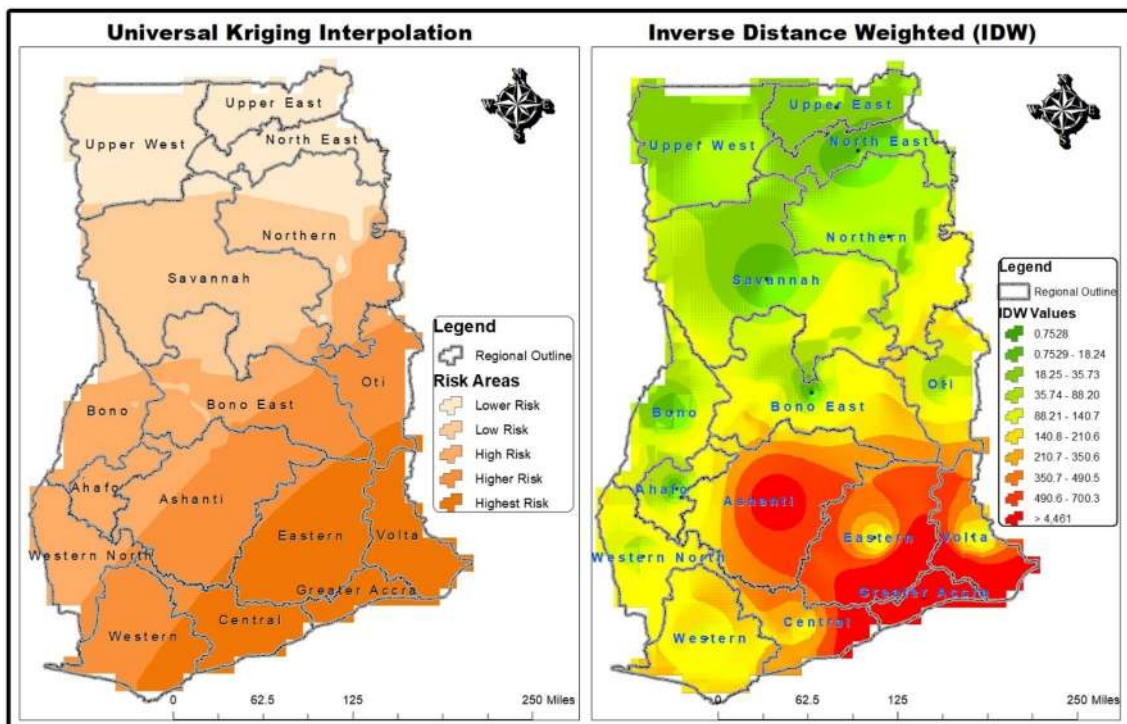 Universal Kriging Interpolation
Upper East
Upper West
North East
Northern
Savannah
Legend
Regional Outline
Risk Areas
Lower Risk
Low Risk
High Risk
Higher Risk
Highest Risk
Oti
Bono
Bono East
Ahafo
Ashanti
Western North
Eastern
Volta
Greater Accra
Central
Western
0 62.5 125 250 Miles
Inverse Distance Weighted (IDW)
Upper East
Upper West
North East
Northern
Savannah
Legend
Regional Outline
IDW Values
0.7528
0.7529 - 18.24
18.25 - 35.73
35.74 - 88.20
88.21 - 140.7
140.8 - 210.6
210.7 - 350.6
350.7 - 490.5
490.6 - 700.3
> 4,461
Oti
Bono
Bono East
Ahafo
Ashanti
Eastern
Volta
Western North
Greater Accra
Central
Western
0 62.5 125 250 Miles